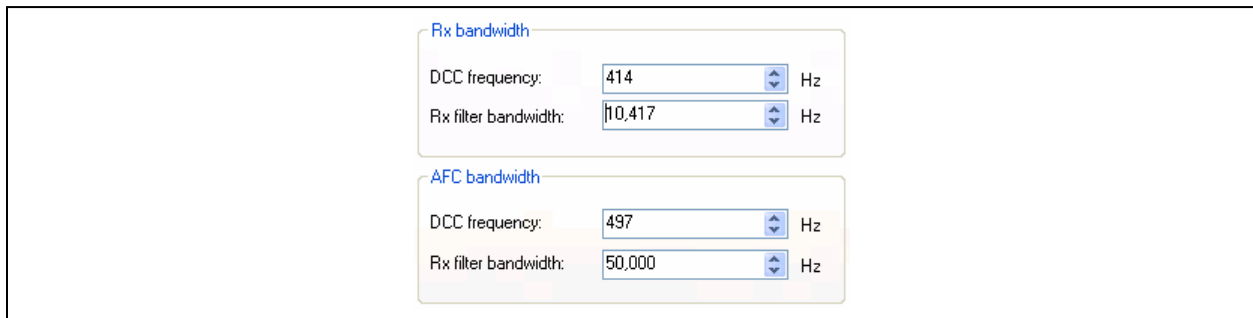 Rx bandwidth
DCC frequency: 414 Hz
Rx filter bandwidth: 10,417 Hz
AFC bandwidth
DCC frequency: 497 Hz
Rx filter bandwidth: 50,000 Hz